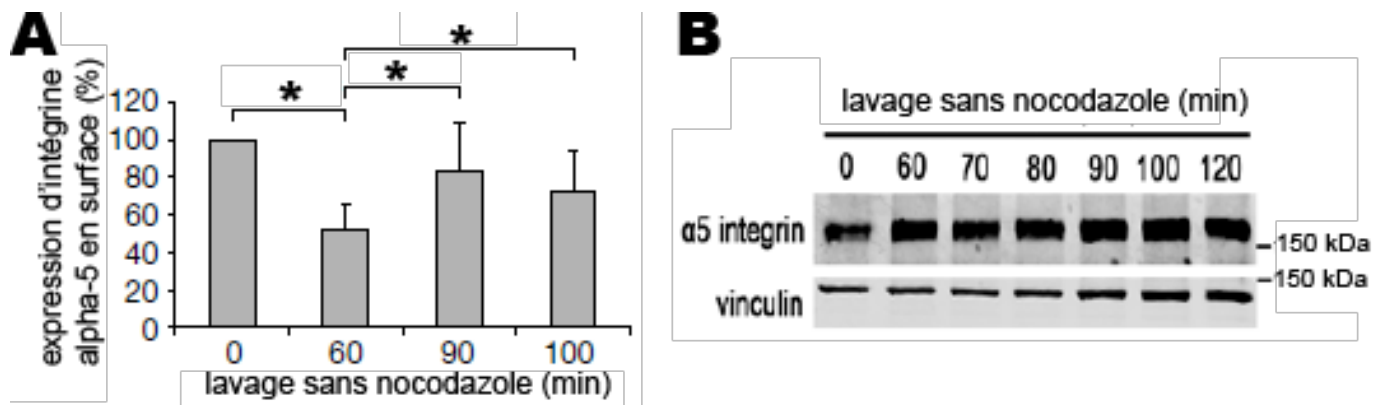 A
expression d'intégrine
alpha-5 en surface (%)
*
*
*
120
100
80
60
40
20
0
0 60 90 100
lavage sans nocodazole (min)
B
lavage sans nocodazole (min)
0 60 70 80 90 100 120
α5 integrin
150 kDa
150 kDa
vinculin